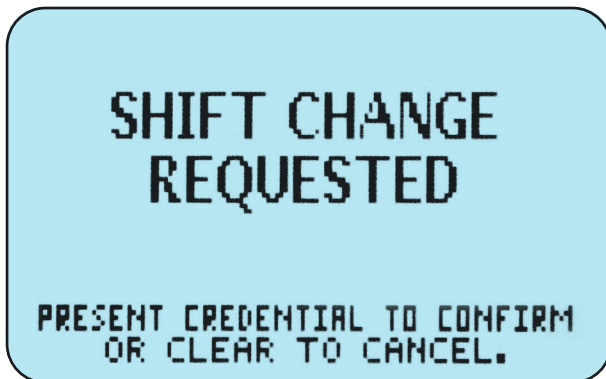 SHIFT CHANGE
REQUESTED
PRESENT CREDENTIAL TO CONFIRM
OR CLEAR TO CANCEL.